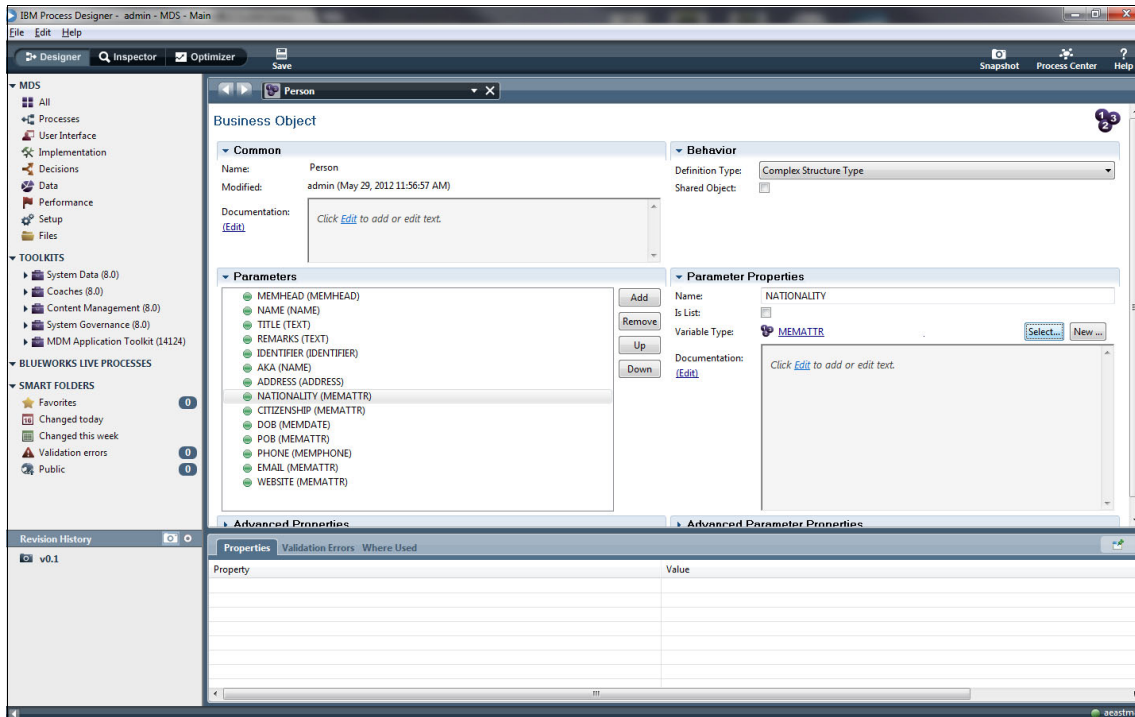 IBM Process Designer - admin - MDS - Main
File Edit Help
Designer Inspector Optimizer Save Snapshot Process Center Help
MDS
All
Processes
User Interface
Implementation
Decisions
Data
Performance
Setup
Files
TOOLKITS
System Data (8.0)
Coaches (8.0)
Content Management (8.0)
System Governance (8.0)
MDM Application Toolkit (14124)
BLUEWORKS LIVE PROCESSES
SMART FOLDERS
Favorites 0
Changed today
Changed this week
Validation errors 0
Public 0
Revision History
v0.1
Person
Business Object
1 2 3
Common
Name: Person
Modified: admin (May 29, 2012 11:56:57 AM)
Documentation: Click Edit to add or edit text.
(Edit)
Behavior
Definition Type: Complex Structure Type
Shared Object:
Parameters
MEMHEAD (MEMHEAD)
NAME (NAME)
TITLE (TEXT)
REMARKS (TEXT)
IDENTIFIER (IDENTIFIER)
AKA (NAME)
ADDRESS (ADDRESS)
NATIONALITY (MEMATTR)
CITIZENSHIP (MEMATTR)
DOB (MEMDATE)
POB (MEMATTR)
PHONE (MEMPHONE)
EMAIL (MEMATTR)
WEBSITE (MEMATTR)
Add
Remove
Up
Down
Parameter Properties
Name: NATIONALITY
Is List:
Variable Type: MEMATTR Select... New ...
Documentation: Click Edit to add or edit text.
(Edit)
Advanced Properties
Advanced Parameter Properties
Properties Validation Errors Where Used
Property Value
aeastm